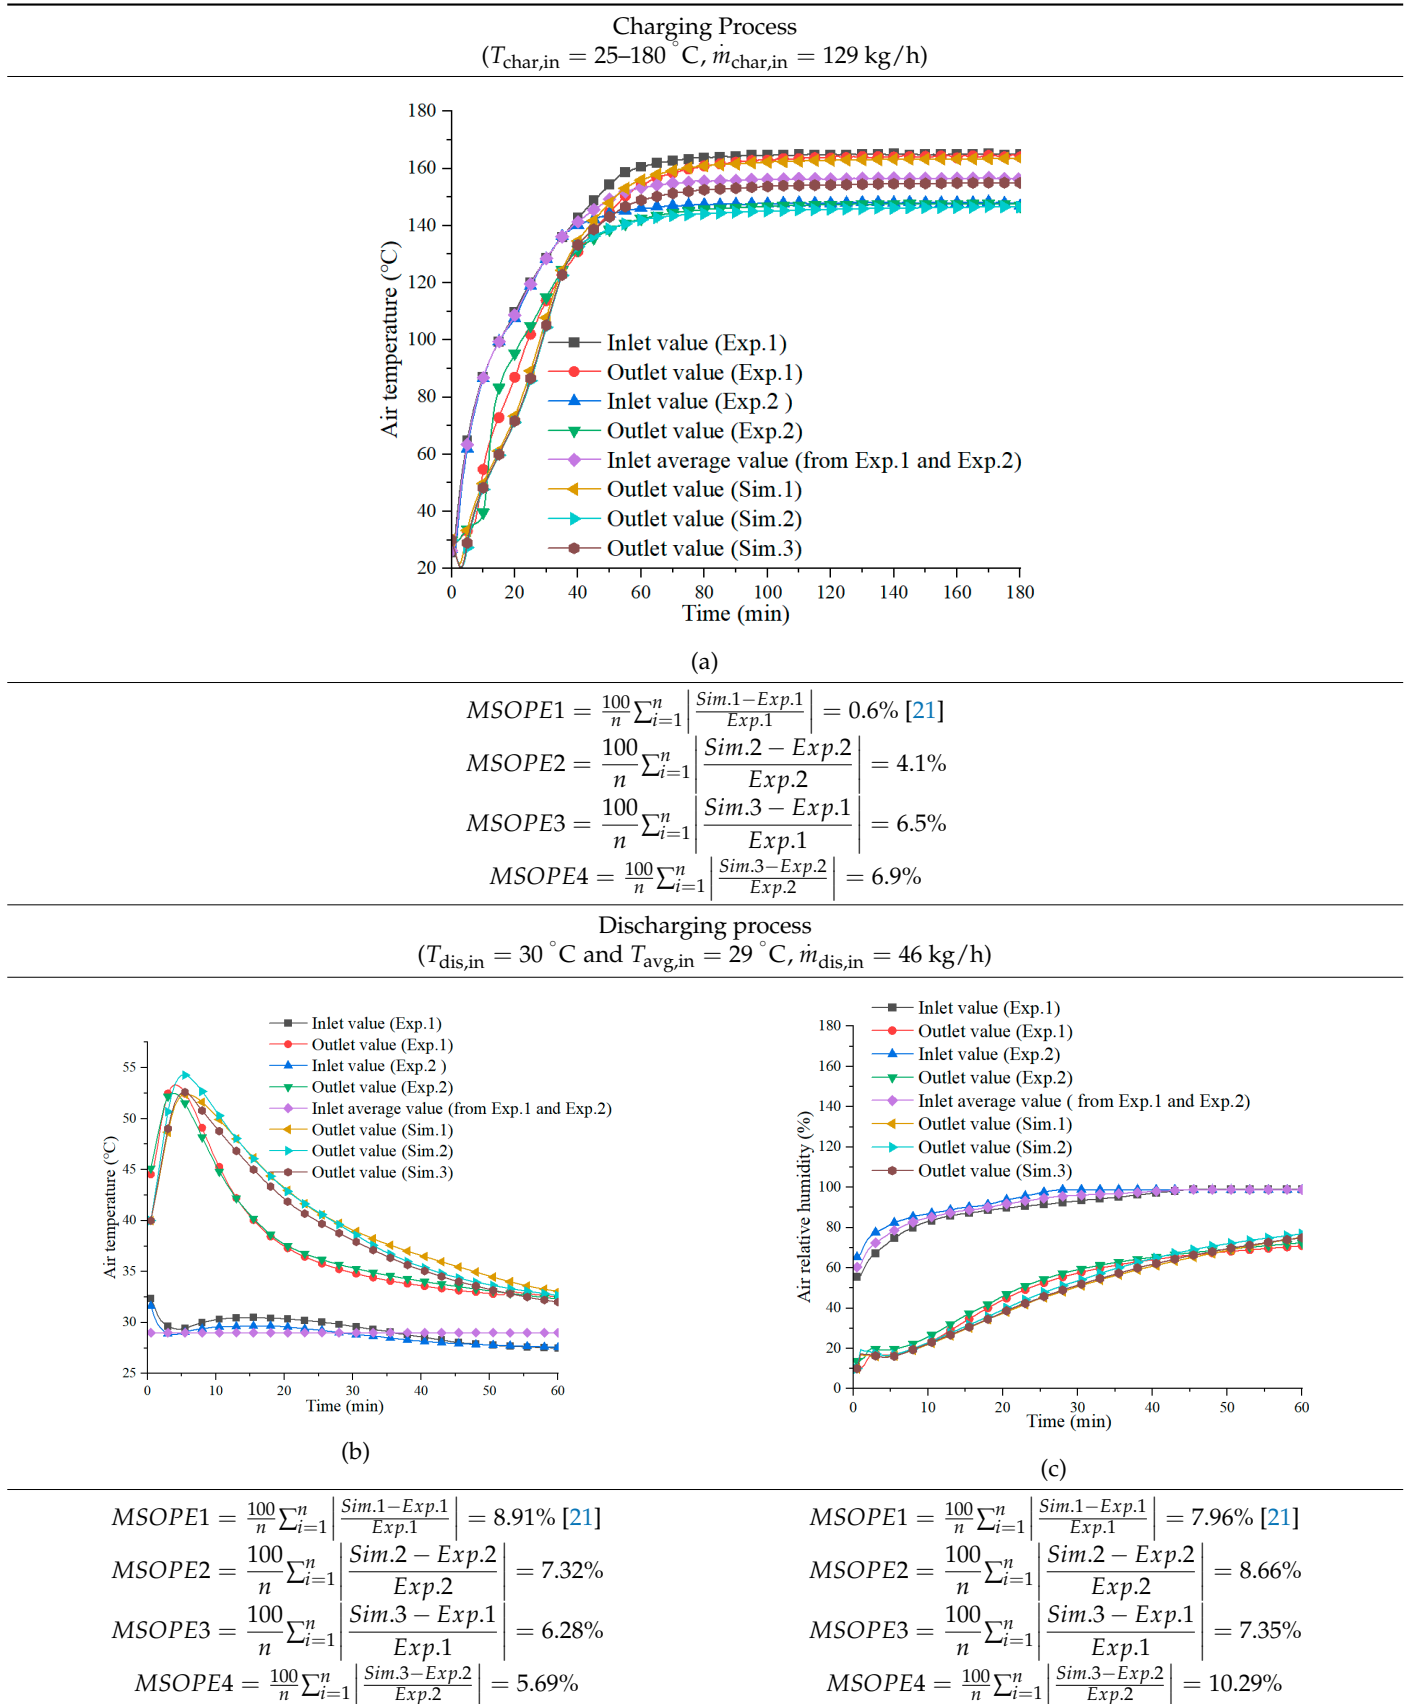 Charging Process
(T_char,in = 25–180 °C, ṁ_char,in = 129 kg/h)
180
160
140
120
100
80
60
40
20
Air temperature (°C)
Inlet value (Exp.1)
Outlet value (Exp.1)
Inlet value (Exp.2 )
Outlet value (Exp.2)
Inlet average value (from Exp.1 and Exp.2)
Outlet value (Sim.1)
Outlet value (Sim.2)
Outlet value (Sim.3)
0 20 40 60 80 100 120 140 160 180
Time (min)
(a)
MSOPE1 = 100/n ∑_{i=1}^{n} |Sim.1−Exp.1/Exp.1| = 0.6% [21]
MSOPE2 = 100/n ∑_{i=1}^{n} |Sim.2 − Exp.2/Exp.2| = 4.1%
MSOPE3 = 100/n ∑_{i=1}^{n} |Sim.3 − Exp.1/Exp.1| = 6.5%
MSOPE4 = 100/n ∑_{i=1}^{n} |Sim.3−Exp.2/Exp.2| = 6.9%
Discharging process
(T_dis,in = 30 °C and T_avg,in = 29 °C, ṁ_dis,in = 46 kg/h)
Inlet value (Exp.1)
Outlet value (Exp.1)
Inlet value (Exp.2 )
Outlet value (Exp.2)
Inlet average value (from Exp.1 and Exp.2)
Outlet value (Sim.1)
Outlet value (Sim.2)
Outlet value (Sim.3)
55
50
45
40
35
30
25
Air temperature (°C)
0 10 20 30 40 50 60
Time (min)
(b)
Inlet value (Exp.1)
Outlet value (Exp.1)
Inlet value (Exp.2)
Outlet value (Exp.2)
Inlet average value ( from Exp.1 and Exp.2)
Outlet value (Sim.1)
Outlet value (Sim.2)
Outlet value (Sim.3)
180
160
140
120
100
80
60
40
20
0
Air relative humidity (%)
0 10 20 30 40 50 60
Time (min)
(c)
MSOPE1 = 100/n ∑_{i=1}^{n} |Sim.1−Exp.1/Exp.1| = 8.91% [21]
MSOPE2 = 100/n ∑_{i=1}^{n} |Sim.2 − Exp.2/Exp.2| = 7.32%
MSOPE3 = 100/n ∑_{i=1}^{n} |Sim.3 − Exp.1/Exp.1| = 6.28%
MSOPE4 = 100/n ∑_{i=1}^{n} |Sim.3−Exp.2/Exp.2| = 5.69%
MSOPE1 = 100/n ∑_{i=1}^{n} |Sim.1−Exp.1/Exp.1| = 7.96% [21]
MSOPE2 = 100/n ∑_{i=1}^{n} |Sim.2 − Exp.2/Exp.2| = 8.66%
MSOPE3 = 100/n ∑_{i=1}^{n} |Sim.3 − Exp.1/Exp.1| = 7.35%
MSOPE4 = 100/n ∑_{i=1}^{n} |Sim.3−Exp.2/Exp.2| = 10.29%